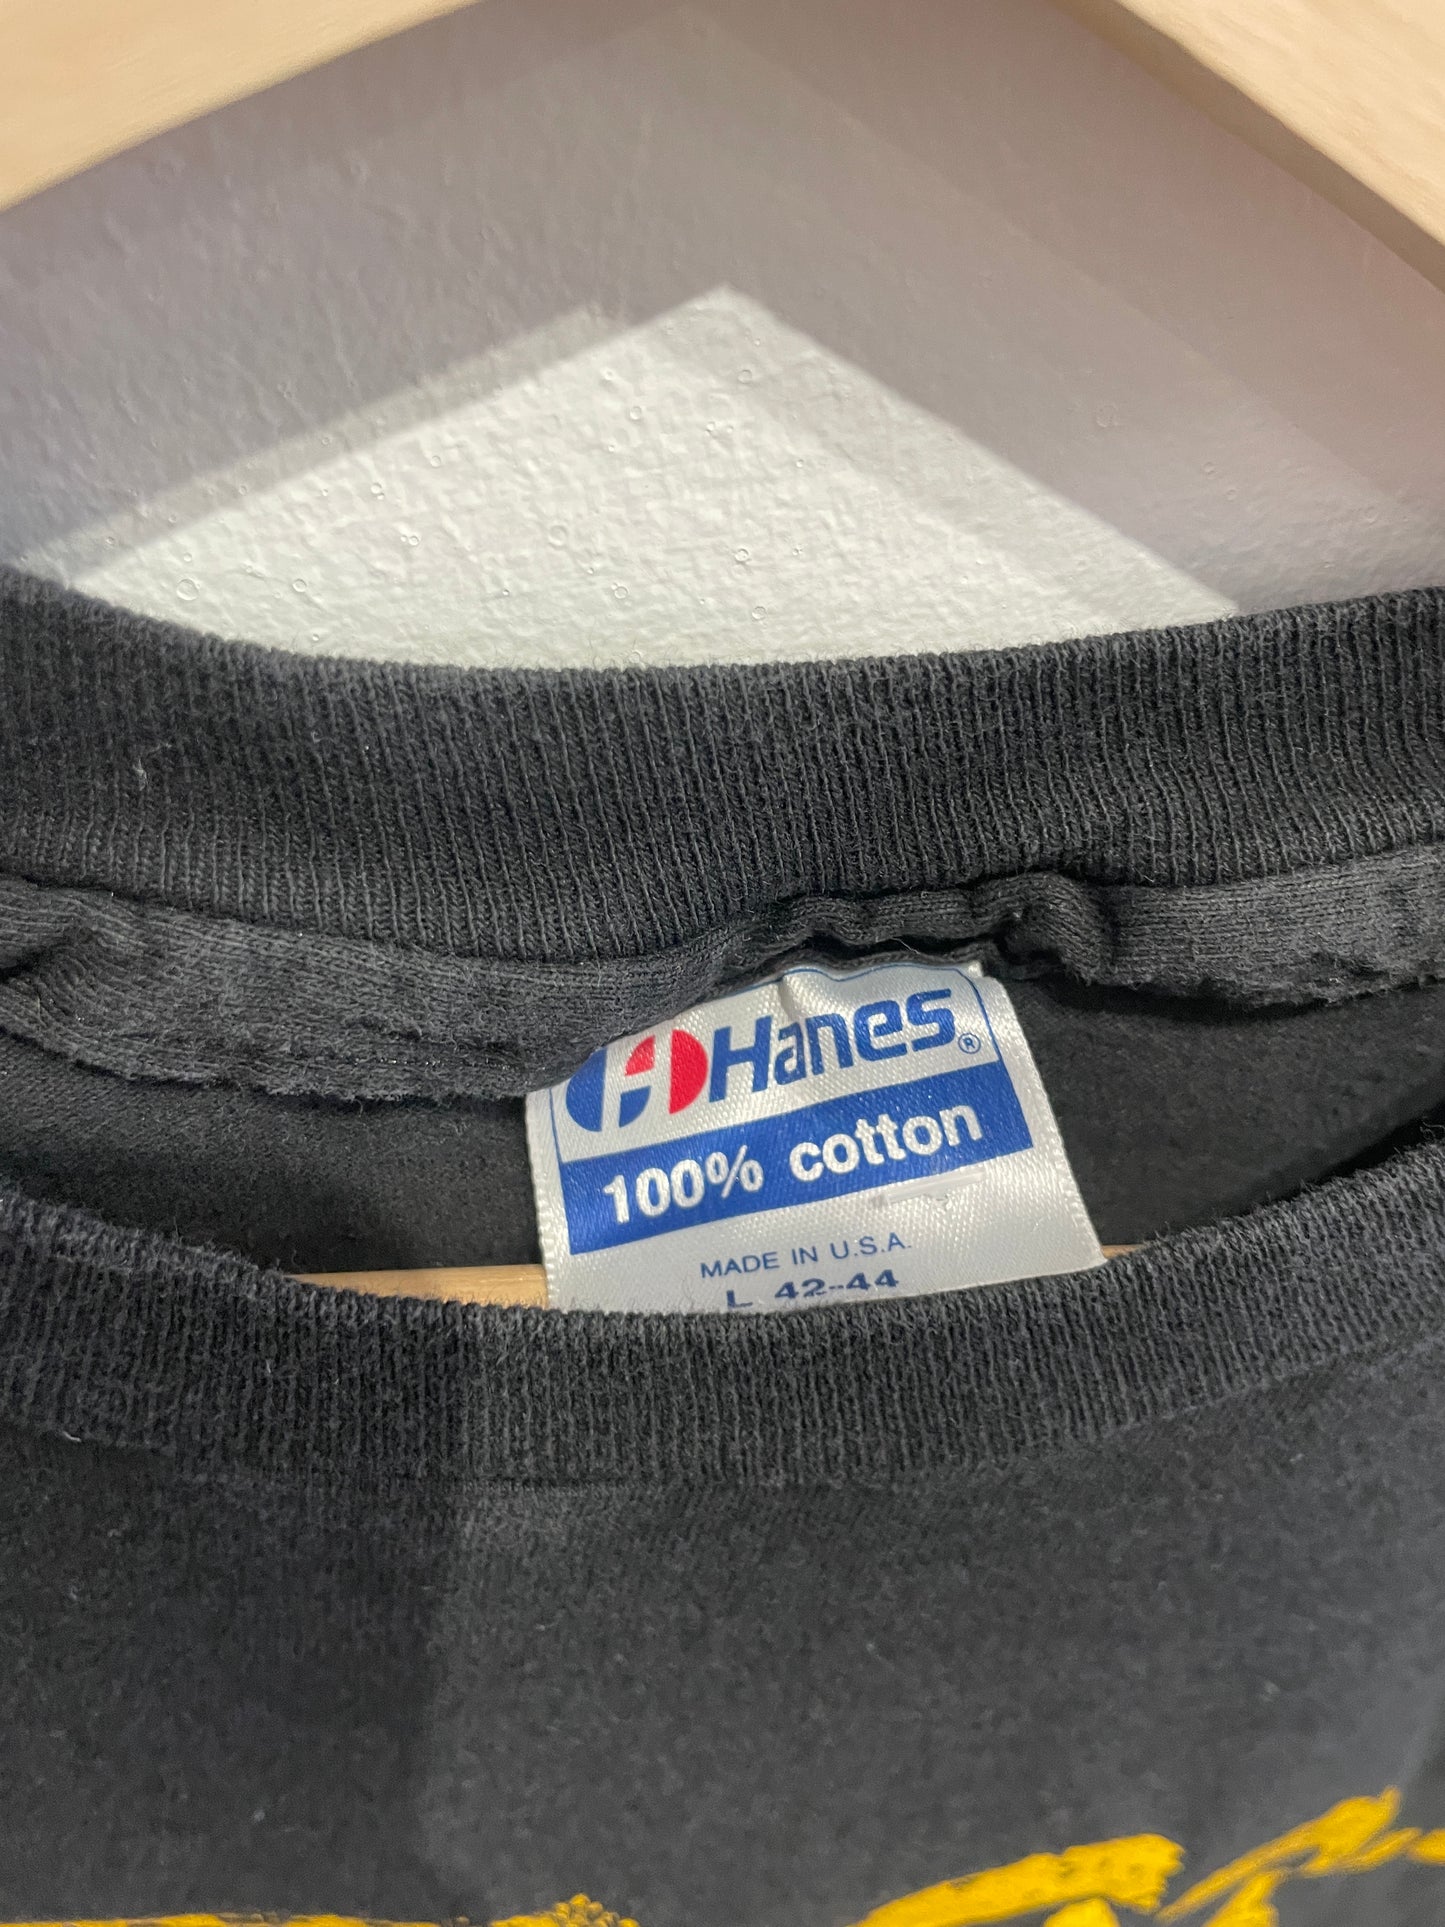 Hanes®
100% cotton
MADE IN U.S.A.
L 42-44